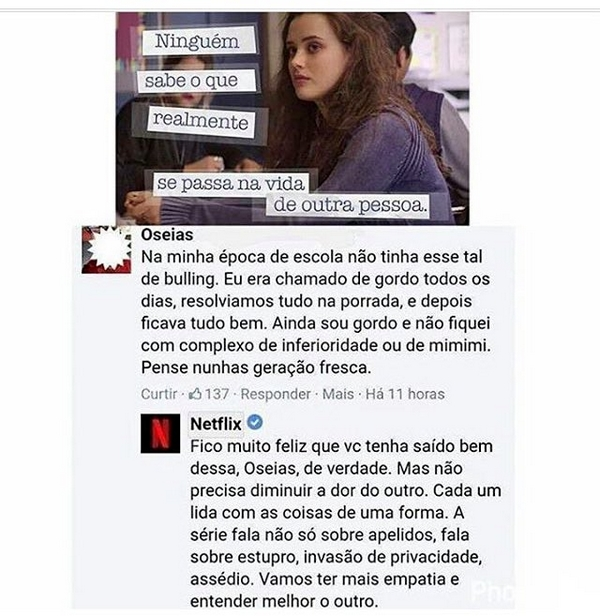 Ninguém
sabe o que
realmente
se passa na vida
de outra pessoa.
Oseias
Na minha época de escola não tinha esse tal
de bulling. Eu era chamado de gordo todos os
dias, resolviamos tudo na porrada, e depois
ficava tudo bem. Ainda sou gordo e não fiquei
com complexo de inferioridade ou de mimimi.
Pense nunhas geração fresca.
Curtir · 137 · Responder · Mais · Há 11 horas
N
Netflix
Fico muito feliz que vc tenha saído bem
dessa, Oseias, de verdade. Mas não
precisa diminuir a dor do outro. Cada um
lida com as coisas de uma forma. A
série fala não só sobre apelidos, fala
sobre estupro, invasão de privacidade,
assédio. Vamos ter mais empatia e
entender melhor o outro.